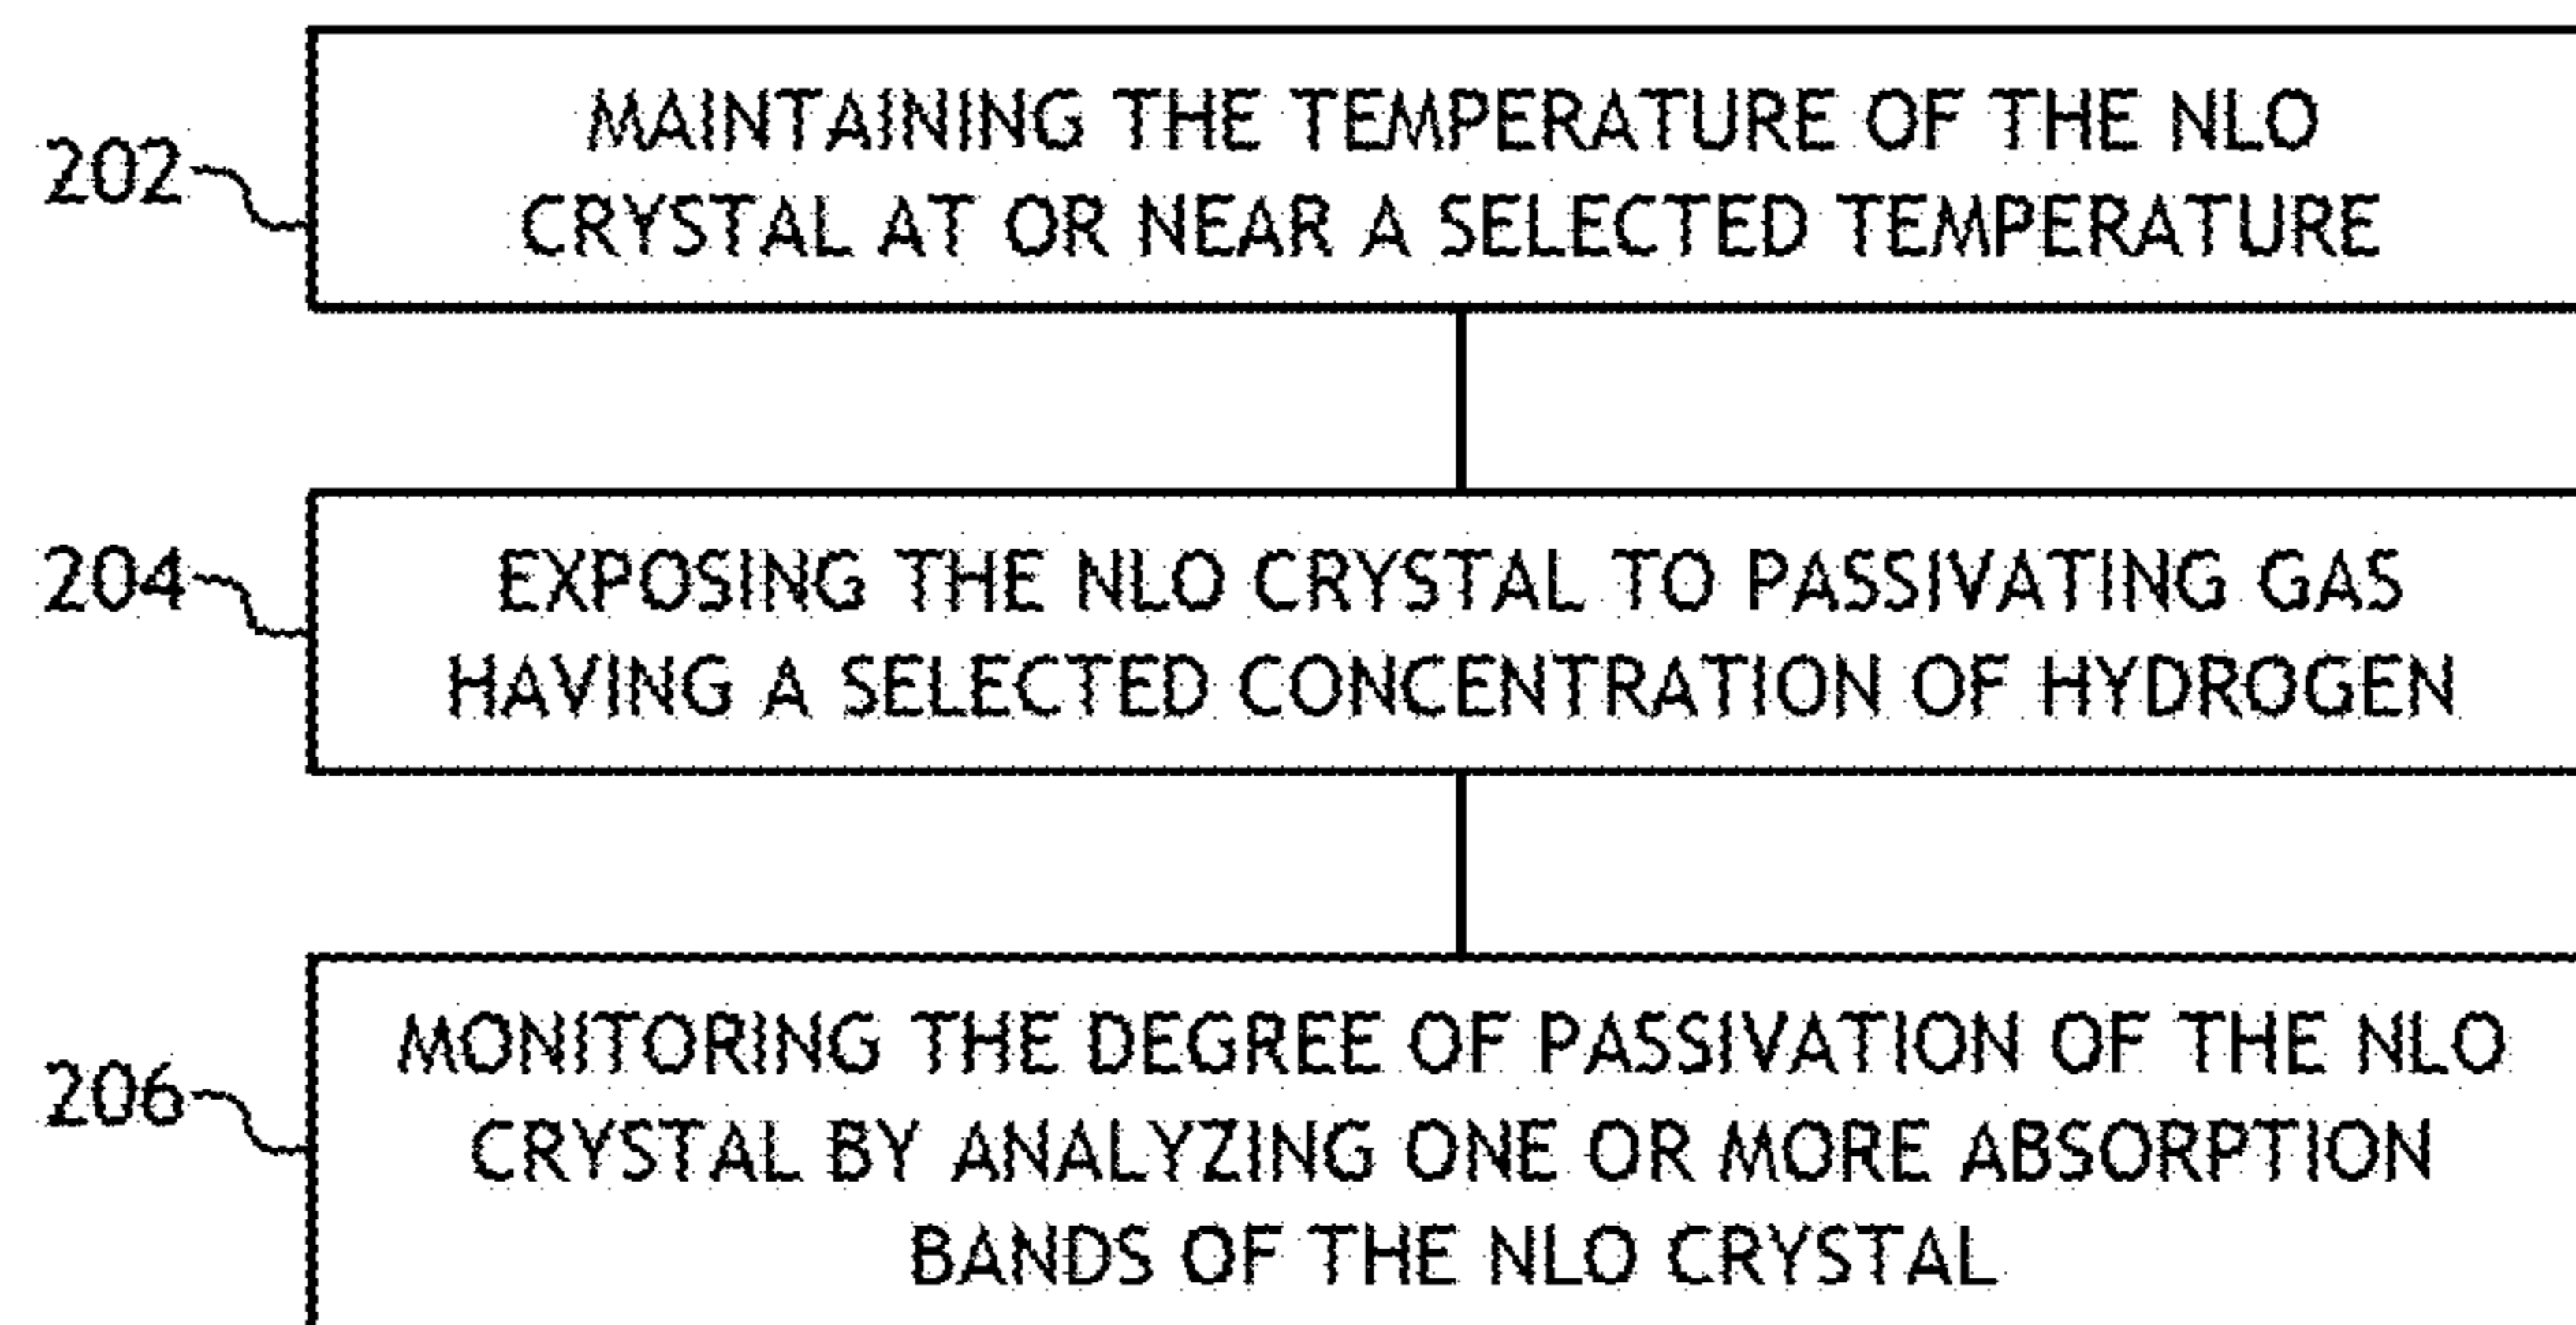 202
MAINTAINING THE TEMPERATURE OF THE NLO
CRYSTAL AT OR NEAR A SELECTED TEMPERATURE
204
EXPOSING THE NLO CRYSTAL TO PASSIVATING GAS
HAVING A SELECTED CONCENTRATION OF HYDROGEN
206
MONITORING THE DEGREE OF PASSIVATION OF THE NLO
CRYSTAL BY ANALYZING ONE OR MORE ABSORPTION
BANDS OF THE NLO CRYSTAL